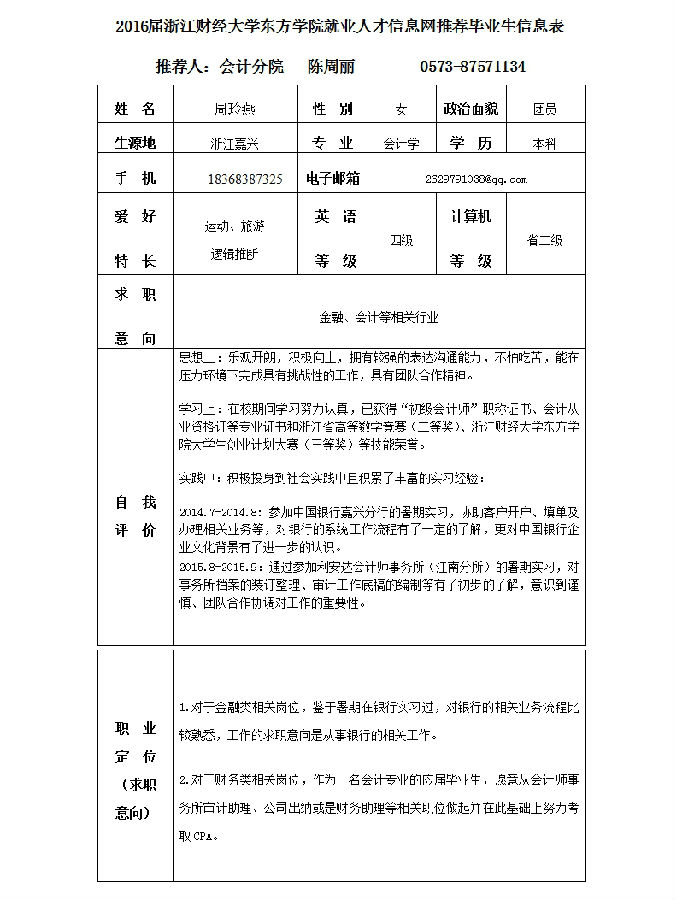 2016届浙江财经大学东方学院就业人才信息网推荐毕业生信息表
推荐人：会计分院 陈周丽 0573-87571134
姓 名 周玲燕 性 别 女 政治面貌 团员
生源地 浙江嘉兴 专 业 会计学 学 历 本科
手 机 18368387325 电子邮箱 @qq.com
爱 好 英 语 计算机
运动、旅游
四级 省二级
逻辑推断
特 长 等 级 等 级
求 职
金融、会计等相关行业
意 向
思想上：乐观开朗，积极向上，拥有较强的表达沟通能力，不怕吃苦，能在
压力环境下完成具有挑战性的工作，具有团队合作精神。
学习上：在校期间学习努力认真，已获得“初级会计师”职称证书、会计从
业资格证等专业证书和浙江省高等数学竞赛（二等奖）、浙江财经大学东方学
院大学生创业计划大赛（三等奖）等技能荣誉。
实践中：积极投身到社会实践中且积累了丰富的实习经验：
自 我
评 价
2014.7-2014.8：参加中国银行嘉兴分行的暑期实习，协助客户开户、填单及
办理相关业务等，对银行的系统工作流程有了一定的了解，更对中国银行企
业文化背景有了进一步的认识。
通过参加利安达会计师事务所（江南分所）的暑期实习，对
事务所档案的装订整理、审计工作底稿的编制等有了初步的了解，意识到谨
慎、团队合作协调对工作的重要性。
职 业
定 位
（求职
意向）
1.对于金融类相关岗位，鉴于暑期在银行实习过，对银行的相关业务流程比
较熟悉，工作的求职意向是从事银行的相关工作。
2.对于财务类相关岗位，作为一名会计专业的应届毕业生，愿意从会计师事
务所审计助理、公司出纳或是财务助理等相关职位做起并在此基础上努力考
取CPA。